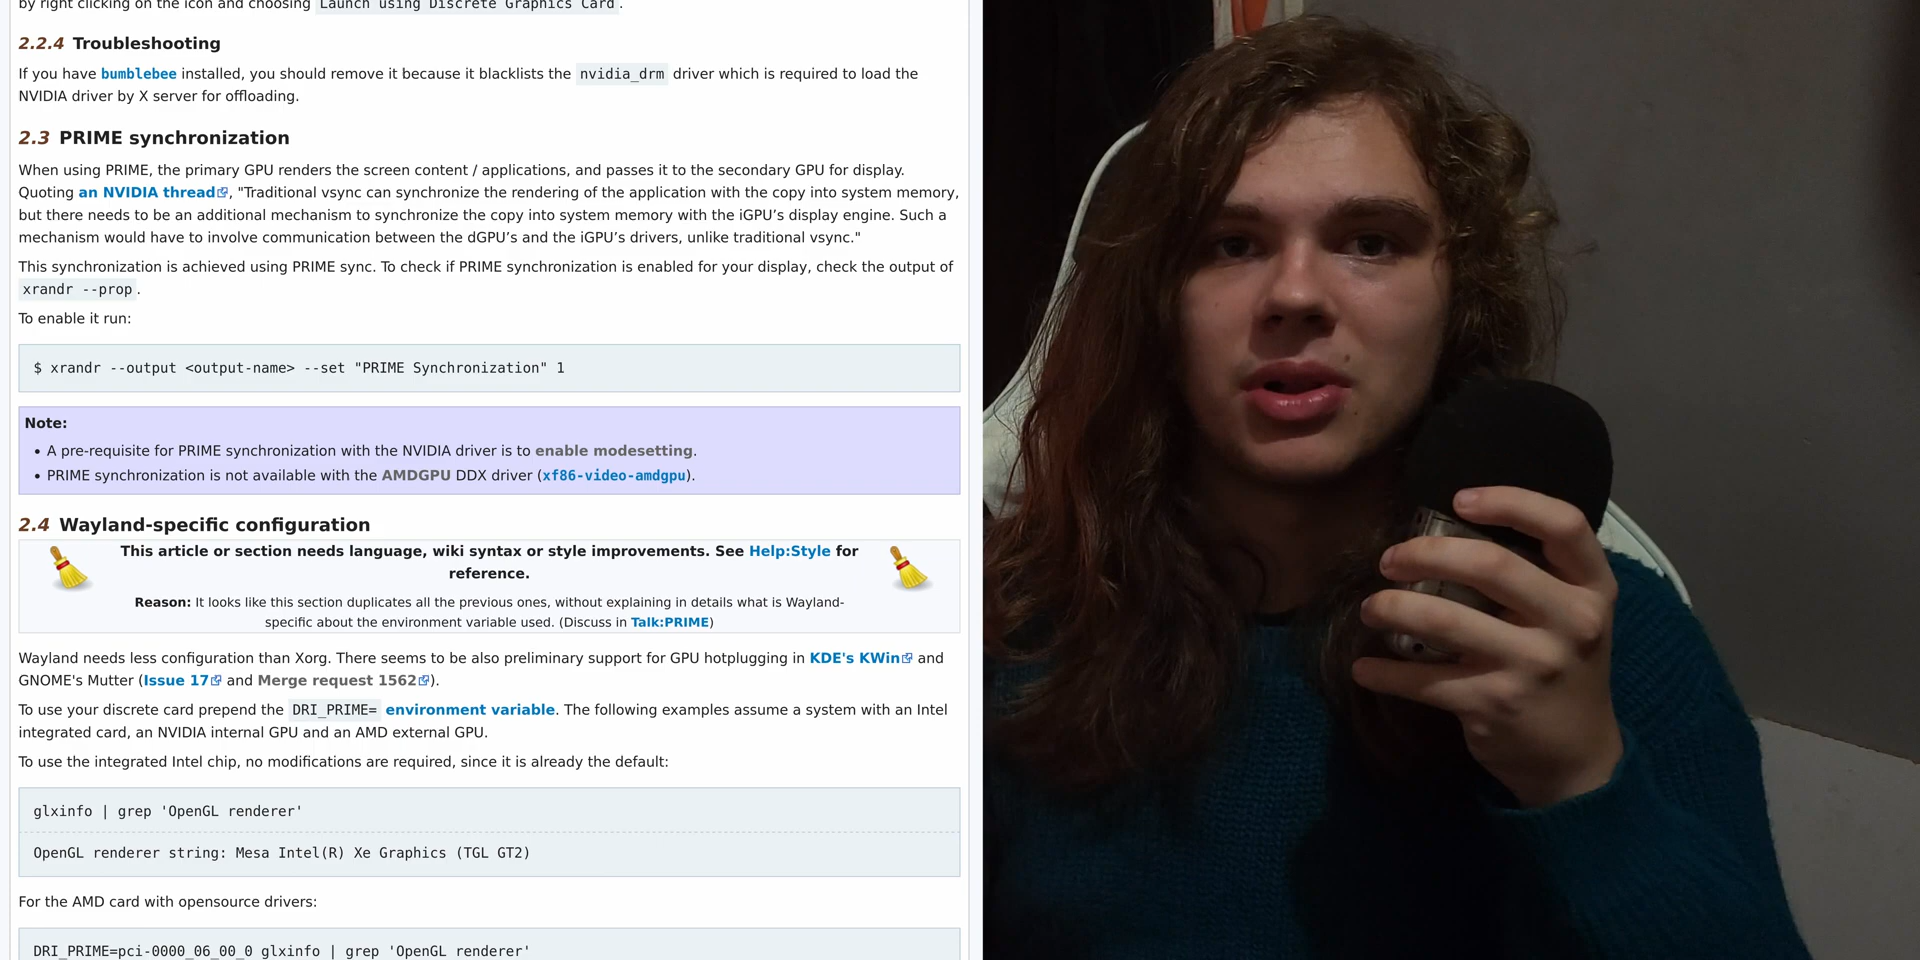 by right clicking on the icon and choosing Launch using Discrete Graphics Card.
2.2.4 Troubleshooting
If you have bumblebee installed, you should remove it because it blacklists the nvidia_drm driver which is required to load the
NVIDIA driver by X server for offloading.
2.3 PRIME synchronization
When using PRIME, the primary GPU renders the screen content / applications, and passes it to the secondary GPU for display.
Quoting an NVIDIA thread, "Traditional vsync can synchronize the rendering of the application with the copy into system memory,
but there needs to be an additional mechanism to synchronize the copy into system memory with the iGPU’s display engine. Such a
mechanism would have to involve communication between the dGPU’s and the iGPU’s drivers, unlike traditional vsync."
This synchronization is achieved using PRIME sync. To check if PRIME synchronization is enabled for your display, check the output of
xrandr --prop.
To enable it run:
$ xrandr --output <output-name> --set "PRIME Synchronization" 1
Note:
• A pre-requisite for PRIME synchronization with the NVIDIA driver is to enable modesetting.
• PRIME synchronization is not available with the AMDGPU DDX driver (xf86-video-amdgpu).
2.4 Wayland-specific configuration
This article or section needs language, wiki syntax or style improvements. See Help:Style for
reference.
Reason: It looks like this section duplicates all the previous ones, without explaining in details what is Wayland-
specific about the environment variable used. (Discuss in Talk:PRIME)
Wayland needs less configuration than Xorg. There seems to be also preliminary support for GPU hotplugging in KDE's KWin and
GNOME's Mutter (Issue 17 and Merge request 1562).
To use your discrete card prepend the DRI_PRIME= environment variable. The following examples assume a system with an Intel
integrated card, an NVIDIA internal GPU and an AMD external GPU.
To use the integrated Intel chip, no modifications are required, since it is already the default:
glxinfo | grep 'OpenGL renderer'
OpenGL renderer string: Mesa Intel(R) Xe Graphics (TGL GT2)
For the AMD card with opensource drivers:
DRI_PRIME=pci-0000_06_00_0 glxinfo | grep 'OpenGL renderer'